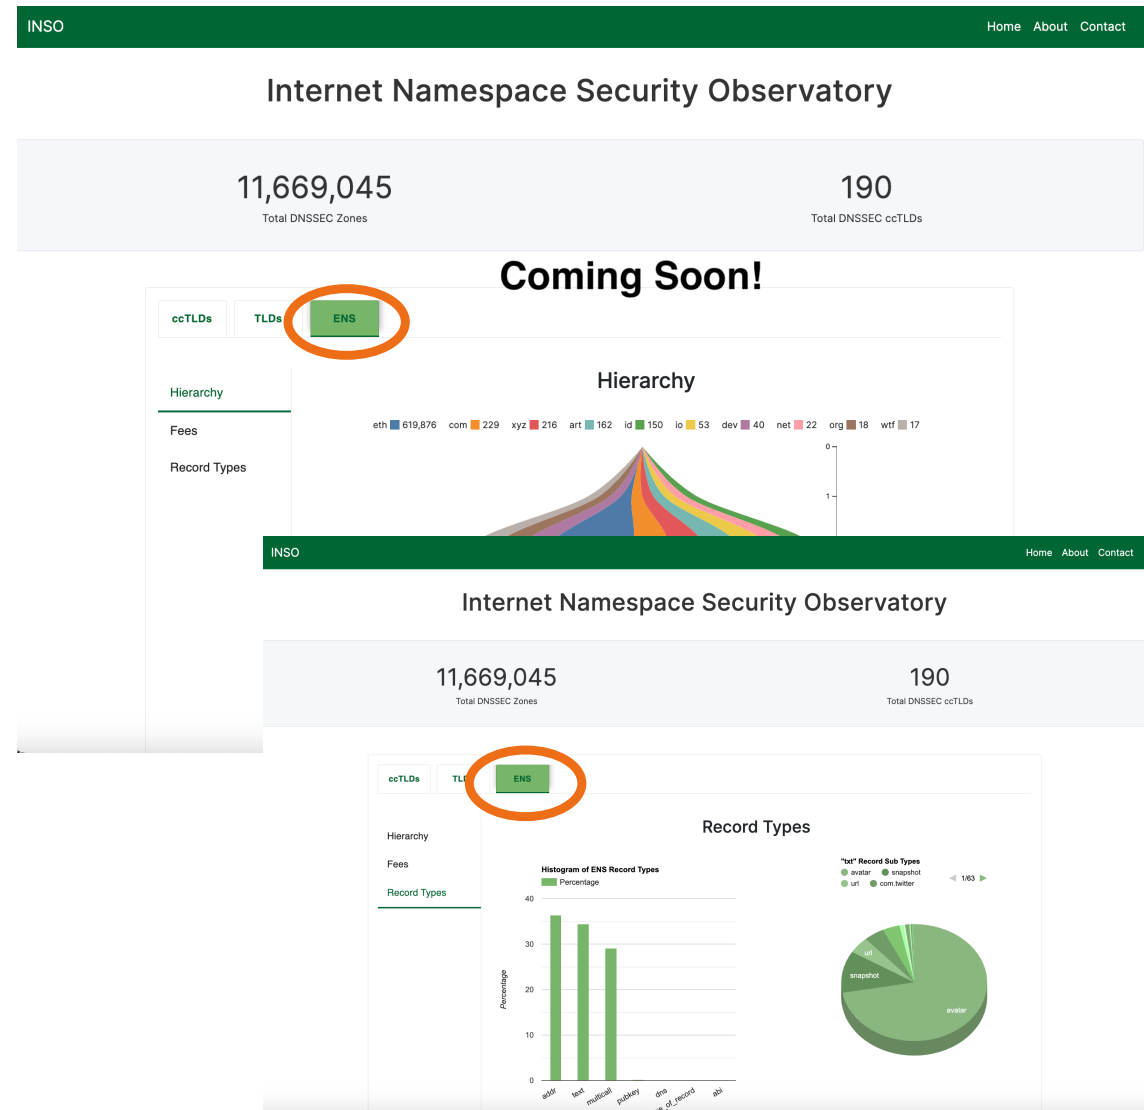 INSO Home About Contact
Internet Namespace Security Observatory
11,669,045 190
Total DNSSEC Zones Total DNSSEC ccTLDs
Coming Soon!
ccTLDs TLDs ENS
Hierarchy
Hierarchy
Fees
Record Types
eth 619,876 com 229 xyz 216 art 162 id 150 io 53 dev 40 net 22 org 18 wtf 17
0
1
INSO Home About Contact
Internet Namespace Security Observatory
11,669,045 190
Total DNSSEC Zones Total DNSSEC ccTLDs
ccTLDs TL ENS
Record Types
Hierarchy
Fees
Record Types
Histogram of ENS Record Types
Percentage
"txt" Record Sub Types
avatar snapshot
url com.twitter
1/63
40
30
20
10
0
Percentage
addr text multicall pubkey dns e_of_record abi
url
snapshot
avatar